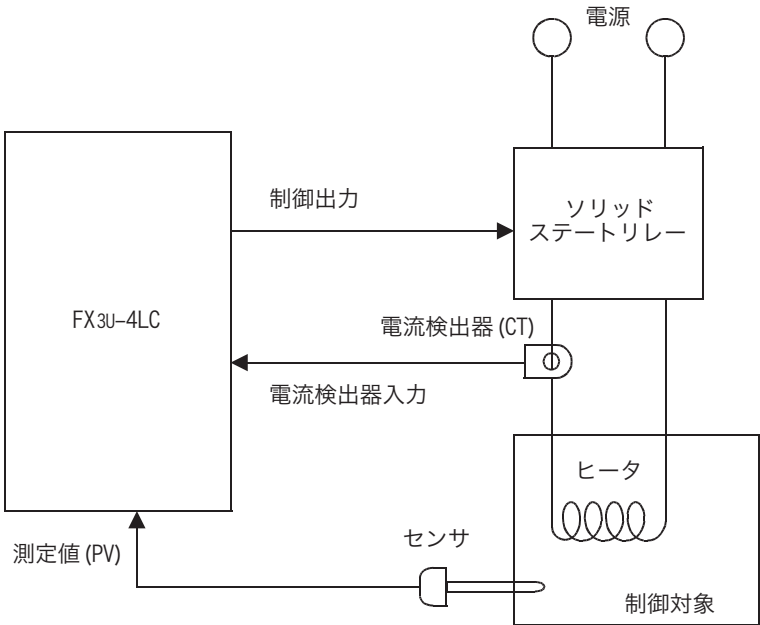 電源
制御出力
ソリッド
ステートリレー
FX3U-4LC
電流検出器 (CT)
電流検出器入力
ヒータ
センサ
測定値 (PV)
制御対象